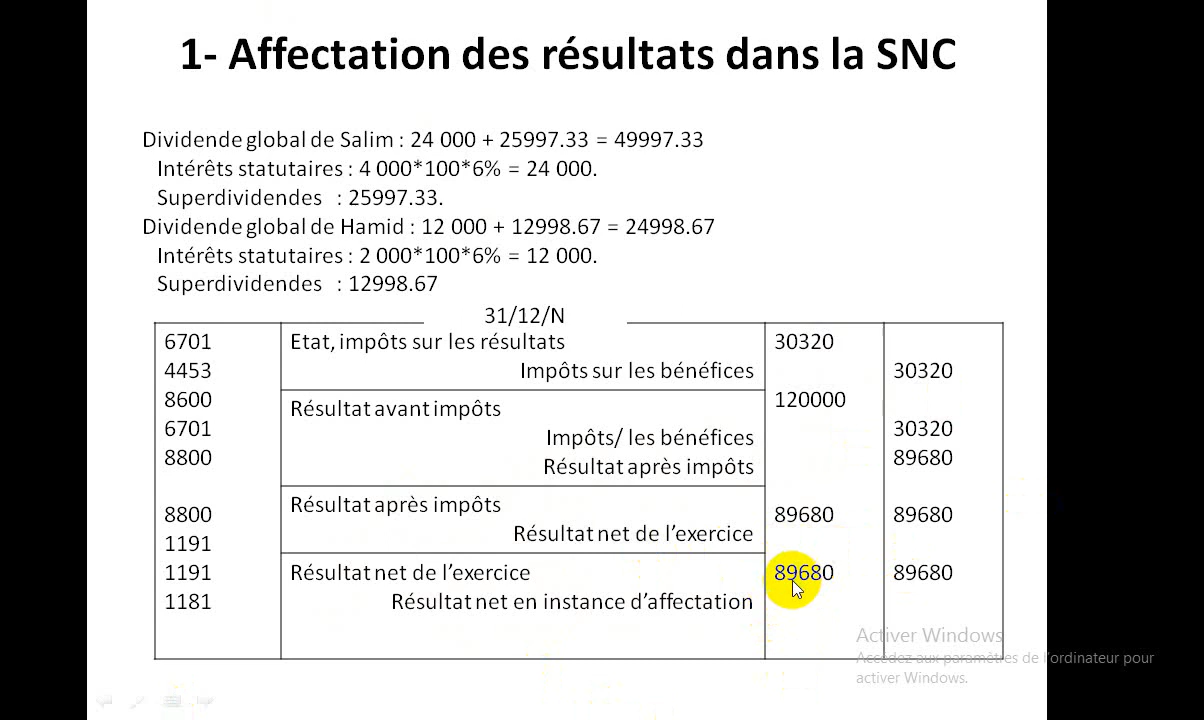 1- Affectation des résultats dans la SNC
Dividende global de Salim : 24 000 + 25997.33 = 49997.33
Intérêts statutaires : 4 000*100*6% = 24 000.
Superdividendes : 25997.33.
Dividende global de Hamid : 12 000 + 12998.67 = 24998.67
Intérêts statutaires : 2 000*100*6% = 12 000.
Superdividendes : 12998.67
31/12/N
6701 Etat, impôts sur les résultats 30320
4453 Impôts sur les bénéfices 30320
8600 Résultat avant impôts 120000
6701 Impôts/ les bénéfices 30320
8800 Résultat après impôts 89680
8800 Résultat après impôts 89680 89680
1191 Résultat net de l’exercice
1191 Résultat net de l’exercice 89680 89680
1181 Résultat net en instance d’affectation
Activer Windows
Accédez aux paramètres de l'ordinateur pour
activer Windows.